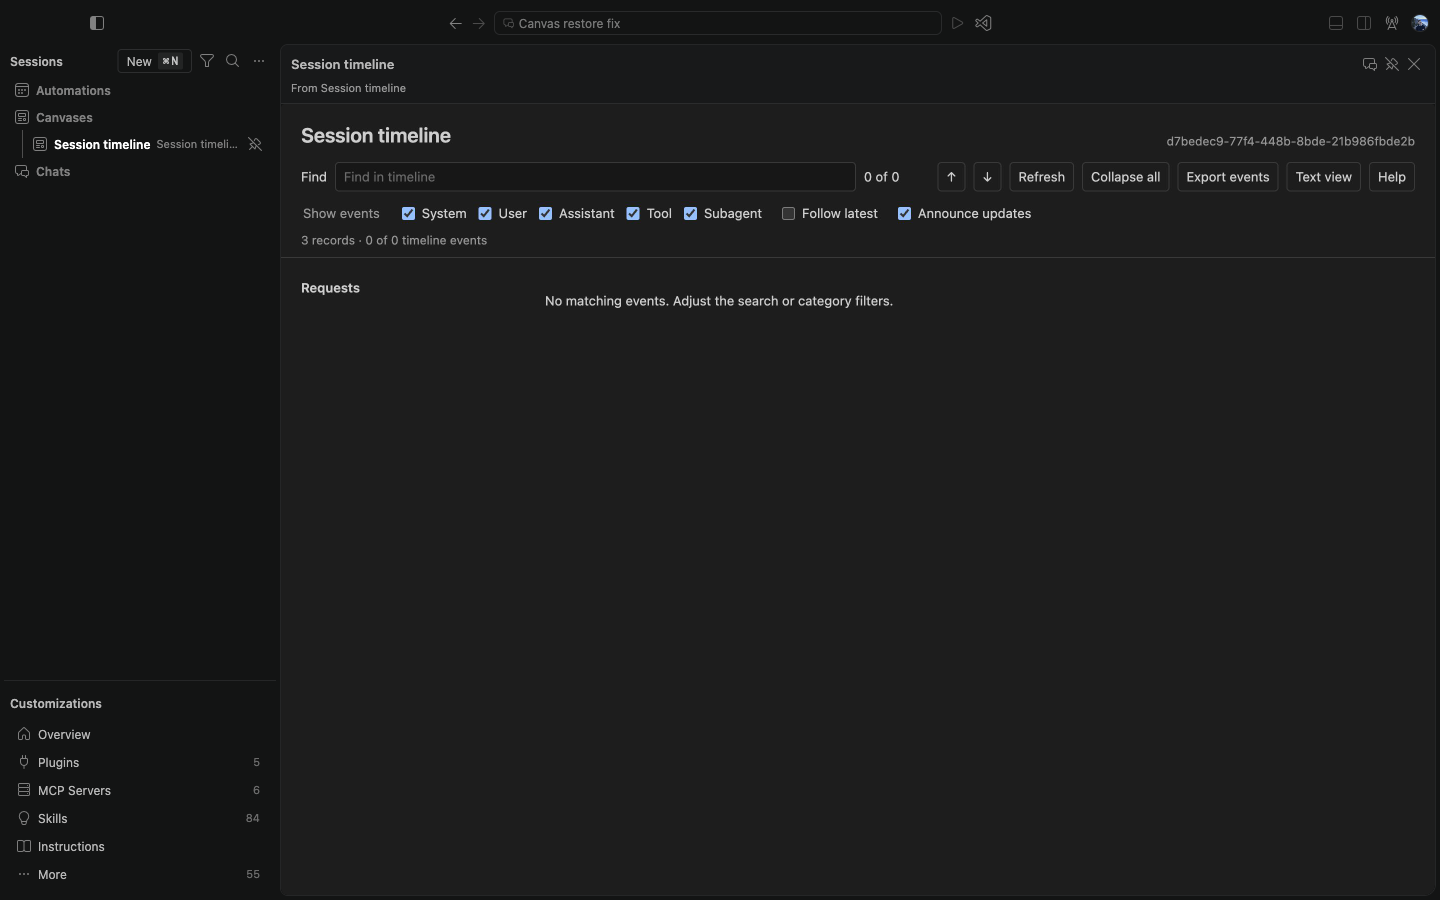 Canvas restore fix
Sessions
New ⌘N
Automations
Canvases
Session timeline Session timeli...
Chats
Customizations
Overview
Plugins 5
MCP Servers 6
Skills 84
Instructions
More 55
Session timeline
From Session timeline
Session timeline
d7bedec9-77f4-448b-8bde-21b986fbde2b
Find Find in timeline 0 of 0 ↑ ↓ Refresh Collapse all Export events Text view Help
Show events System User Assistant Tool Subagent Follow latest Announce updates
3 records · 0 of 0 timeline events
Requests
No matching events. Adjust the search or category filters.